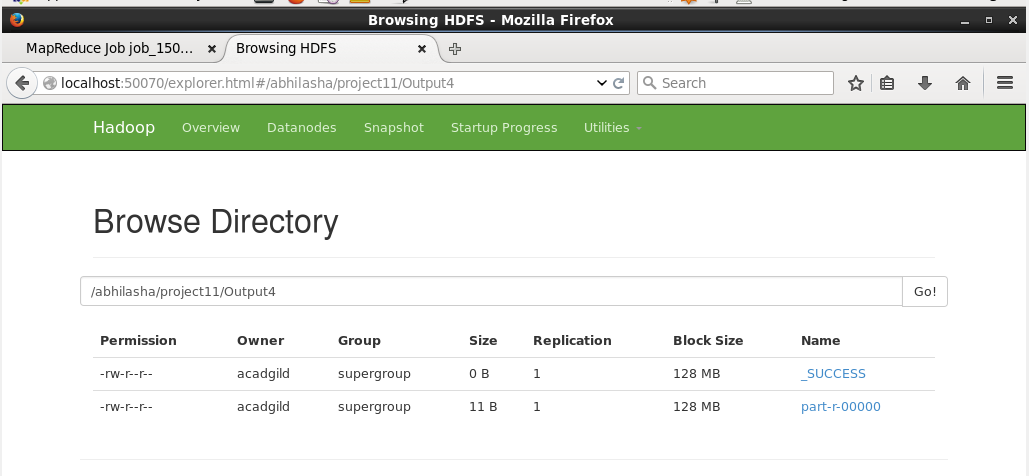 Browsing HDFS - Mozilla Firefox
MapReduce Job job_150... Browsing HDFS
localhost:50070/explorer.html#/abhilasha/project11/Output4 Search
Hadoop Overview Datanodes Snapshot Startup Progress Utilities
Browse Directory
/abhilasha/project11/Output4 Go!
Permission Owner Group Size Replication Block Size Name
-rw-r--r-- acadgild supergroup 0 B 1 128 MB _SUCCESS
-rw-r--r-- acadgild supergroup 11 B 1 128 MB part-r-00000